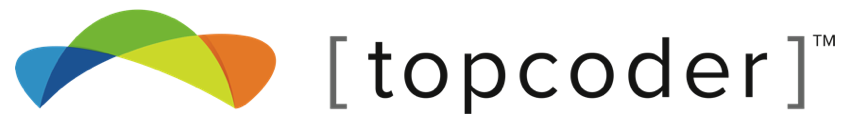 [ topcoder ]™